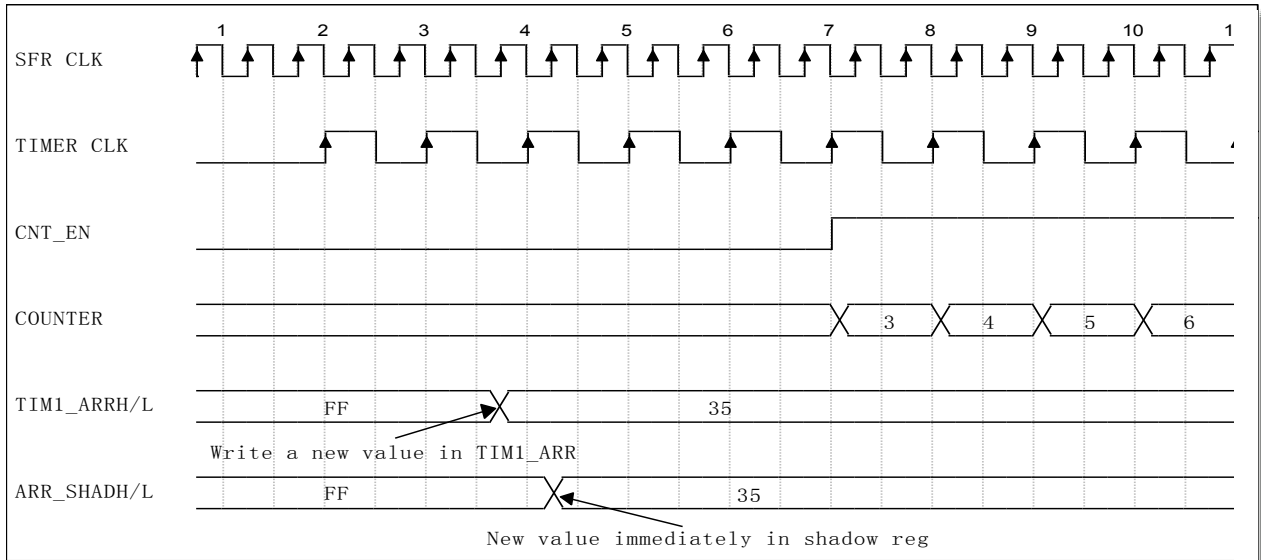 1 2 3 4 5 6 7 8 9 10 1
SFR CLK
TIMER CLK
CNT_EN
COUNTER 3 4 5 6
TIM1_ARRH/L FF 35
Write a new value in TIM1_ARR
ARR_SHADH/L FF 35
New value immediately in shadow reg